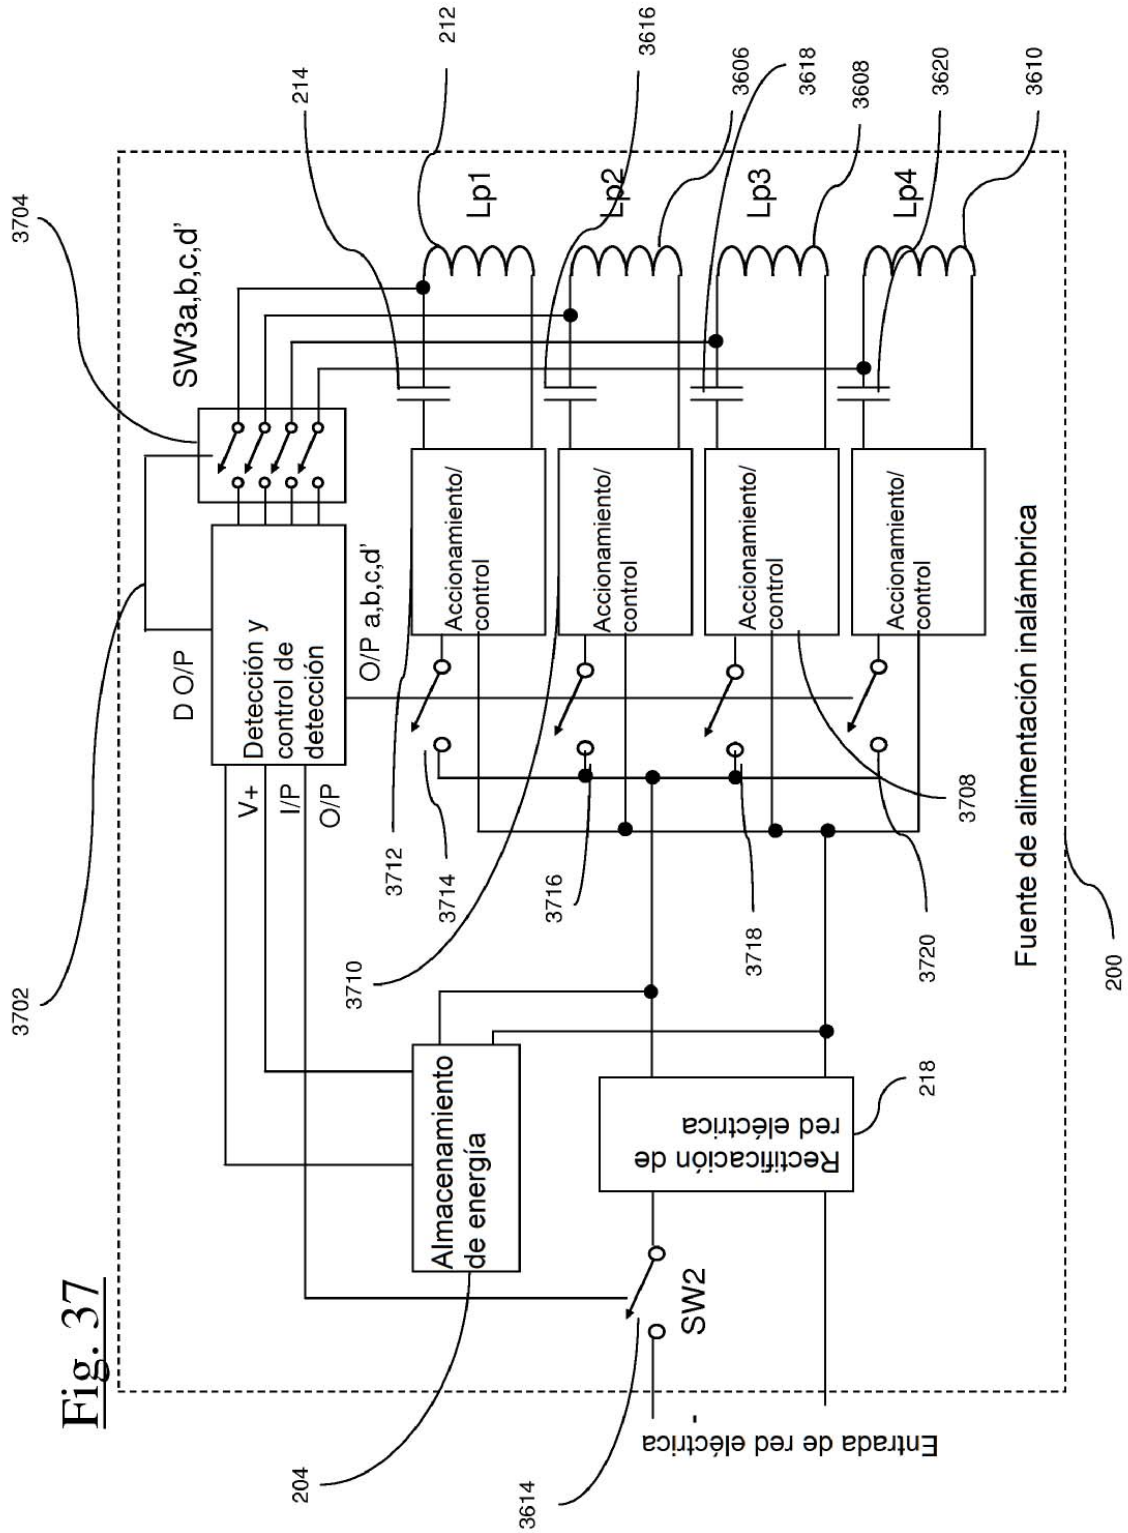 Fig. 37
3702
3704
214
212
3616
3606
3618
3608
3620
3610
SW3a,b,c,d’
D O/P
V+
I/P
O/P
Detección y
control de
detección
O/P a,b,c,d’
Lp1
Lp2
Lp3
Lp4
Accionamiento/
control
Accionamiento/
control
Accionamiento/
control
Accionamiento/
control
3712
3714
3710
3716
3718
3708
3720
Almacenamiento
de energía
204
Rectificación de
red eléctrica
218
SW2
3614
Entrada de red eléctrica
Fuente de alimentación inalámbrica
200